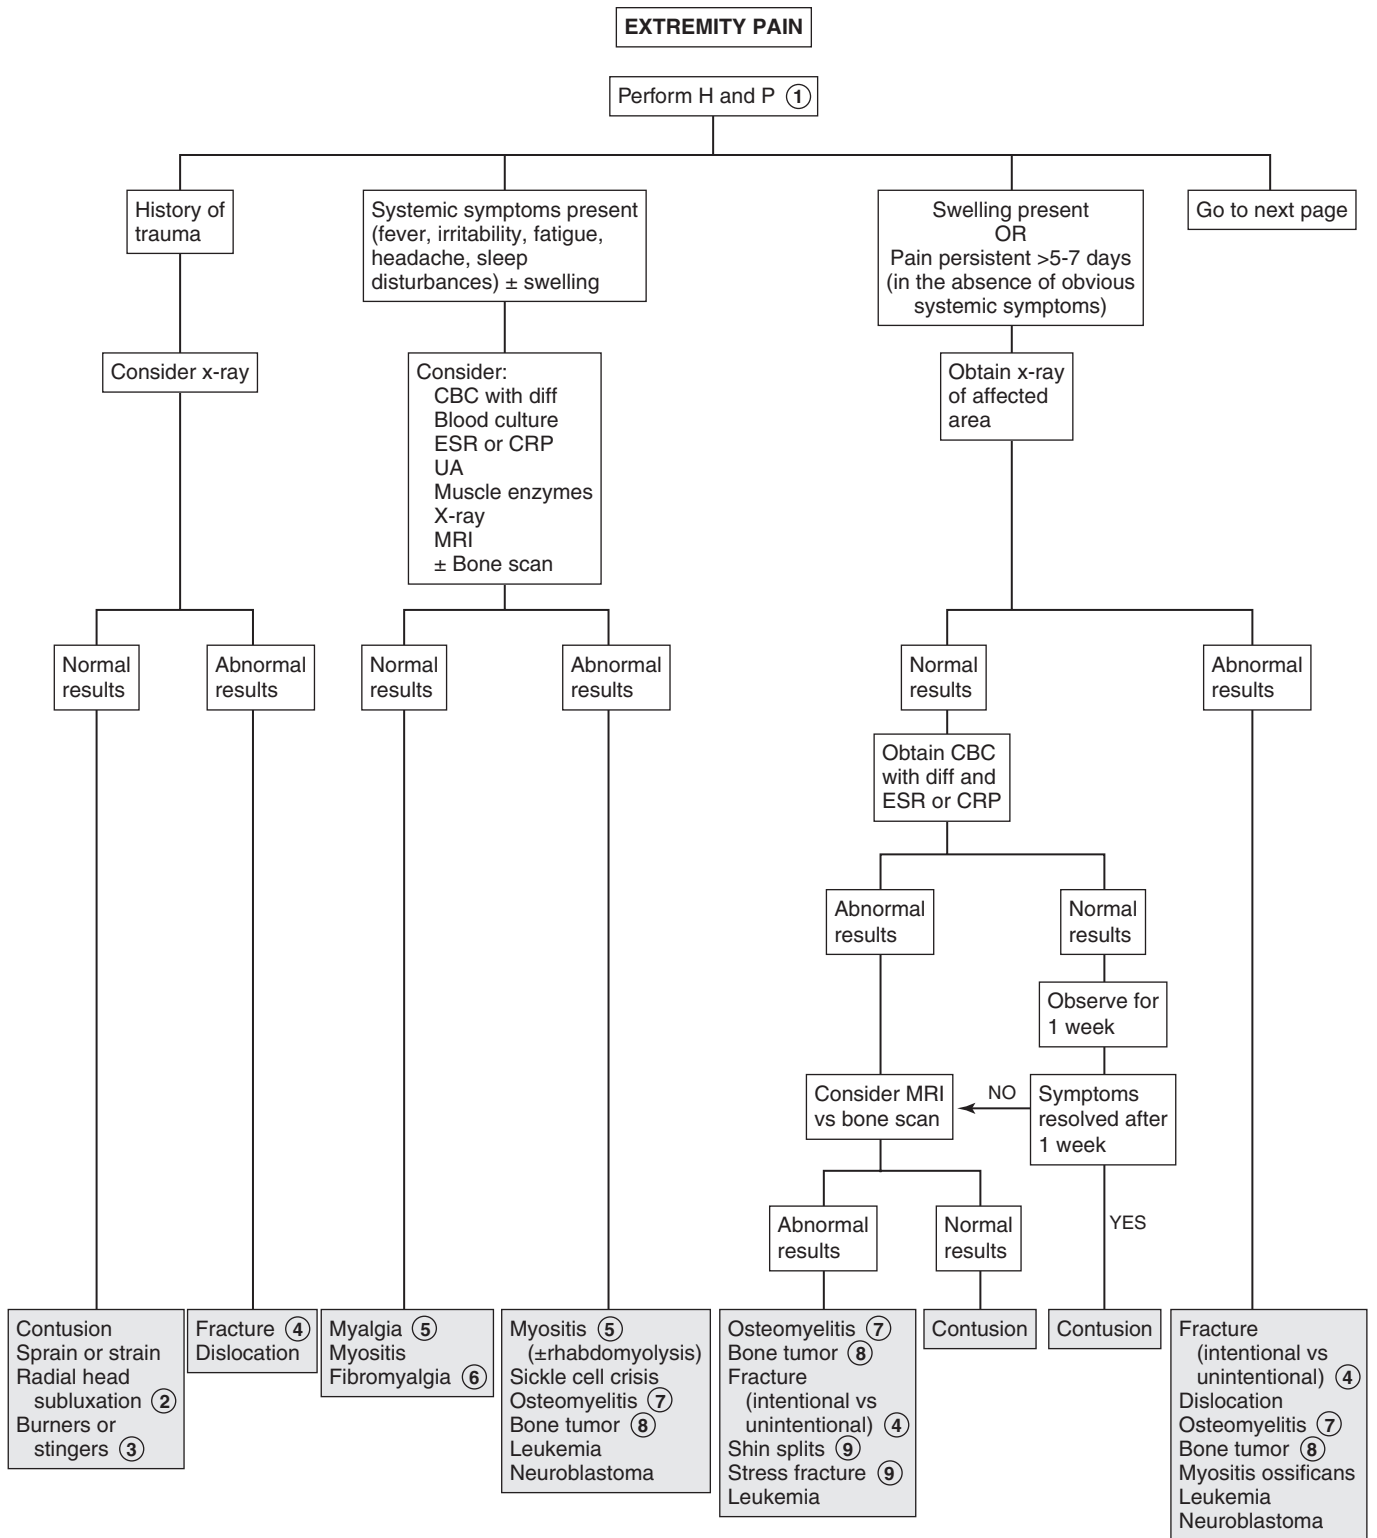 EXTREMITY PAIN
Perform H and P ①
History of
trauma
Systemic symptoms present
(fever, irritability, fatigue,
headache, sleep
disturbances) ± swelling
Swelling present
OR
Pain persistent >5-7 days
(in the absence of obvious
systemic symptoms)
Go to next page
Consider x-ray
Consider:
CBC with diff
Blood culture
ESR or CRP
UA
Muscle enzymes
X-ray
MRI
± Bone scan
Obtain x-ray
of affected
area
Normal
results
Abnormal
results
Normal
results
Abnormal
results
Normal
results
Abnormal
results
Obtain CBC
with diff and
ESR or CRP
Abnormal
results
Normal
results
Observe for
1 week
Consider MRI
vs bone scan
NO
Symptoms
resolved after
1 week
Abnormal
results
Normal
results
YES
Contusion
Sprain or strain
Radial head
subluxation ②
Burners or
stingers ③
Fracture ④
Dislocation
Myalgia ⑤
Myositis
Fibromyalgia ⑥
Myositis ⑤
(±rhabdomyolysis)
Sickle cell crisis
Osteomyelitis ⑦
Bone tumor ⑧
Leukemia
Neuroblastoma
Osteomyelitis ⑦
Bone tumor ⑧
Fracture
(intentional vs
unintentional) ④
Shin splits ⑨
Stress fracture ⑨
Leukemia
Contusion
Contusion
Fracture
(intentional vs
unintentional) ④
Dislocation
Osteomyelitis ⑦
Bone tumor ⑧
Myositis ossificans
Leukemia
Neuroblastoma